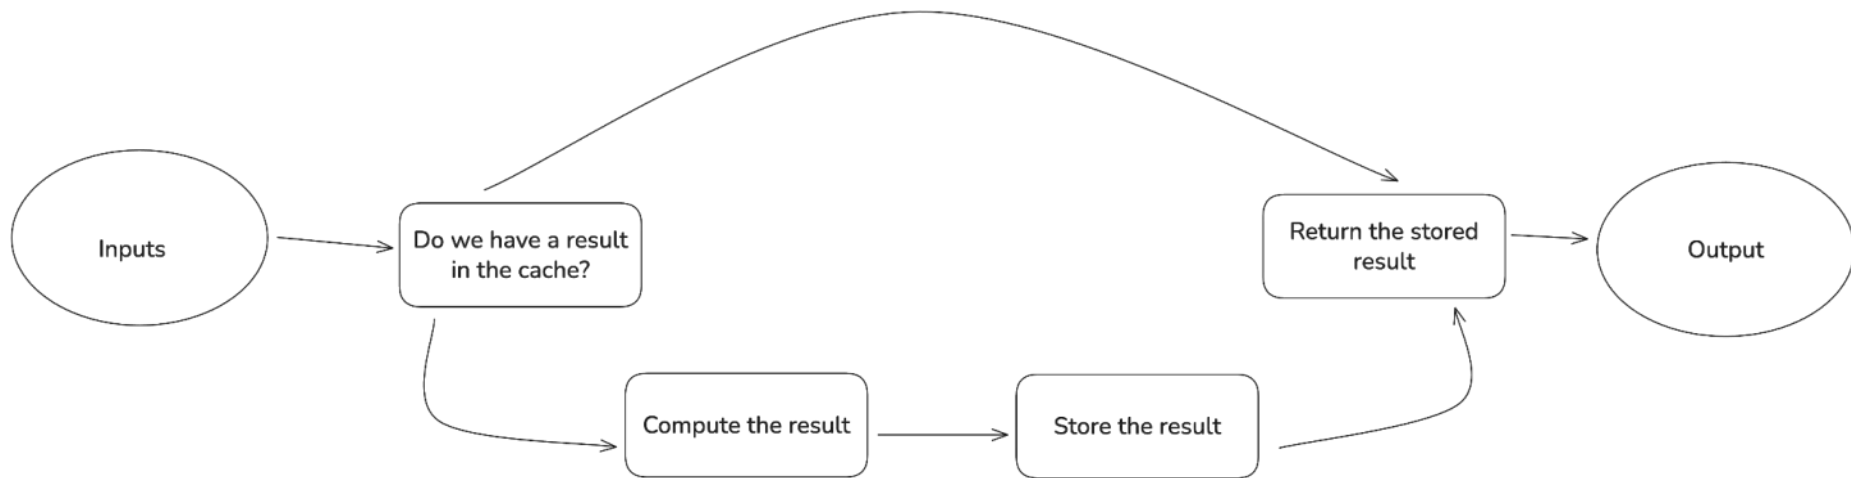 Inputs
Do we have a result
in the cache?
Compute the result
Store the result
Return the stored
result
Output